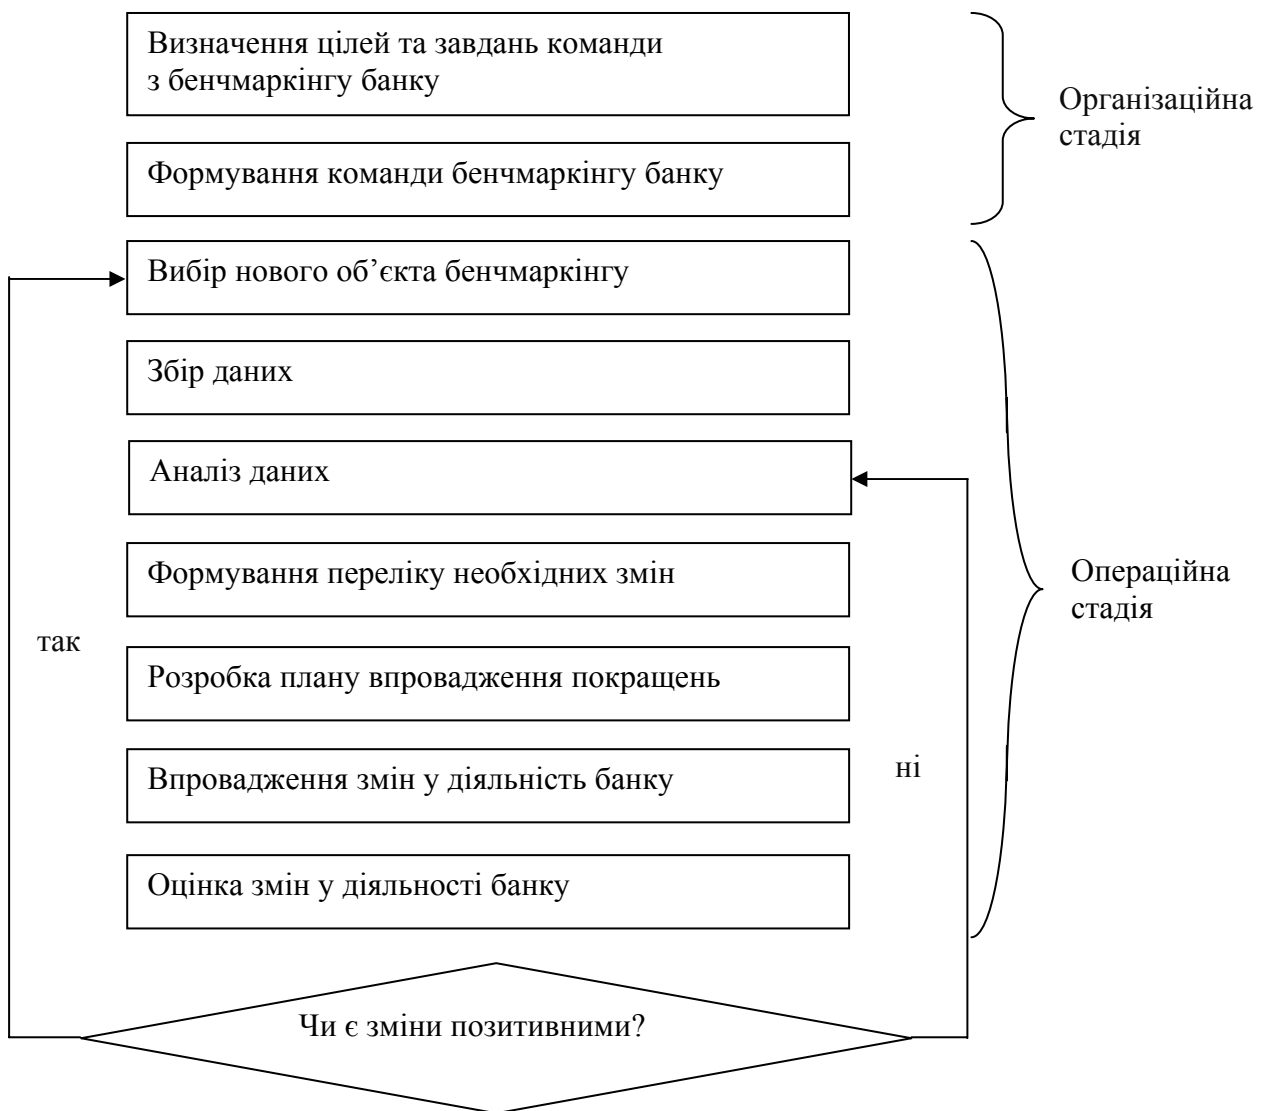 Визначення цілей та завдань команди
з бенчмаркінгу банку
Організаційна
стадія
Формування команди бенчмаркінгу банку
Вибір нового об’єкта бенчмаркінгу
Збір даних
Аналіз даних
Формування переліку необхідних змін
Операційна
стадія
так
Розробка плану впровадження покращень
Впровадження змін у діяльність банку
ні
Оцінка змін у діяльності банку
Чи є зміни позитивними?